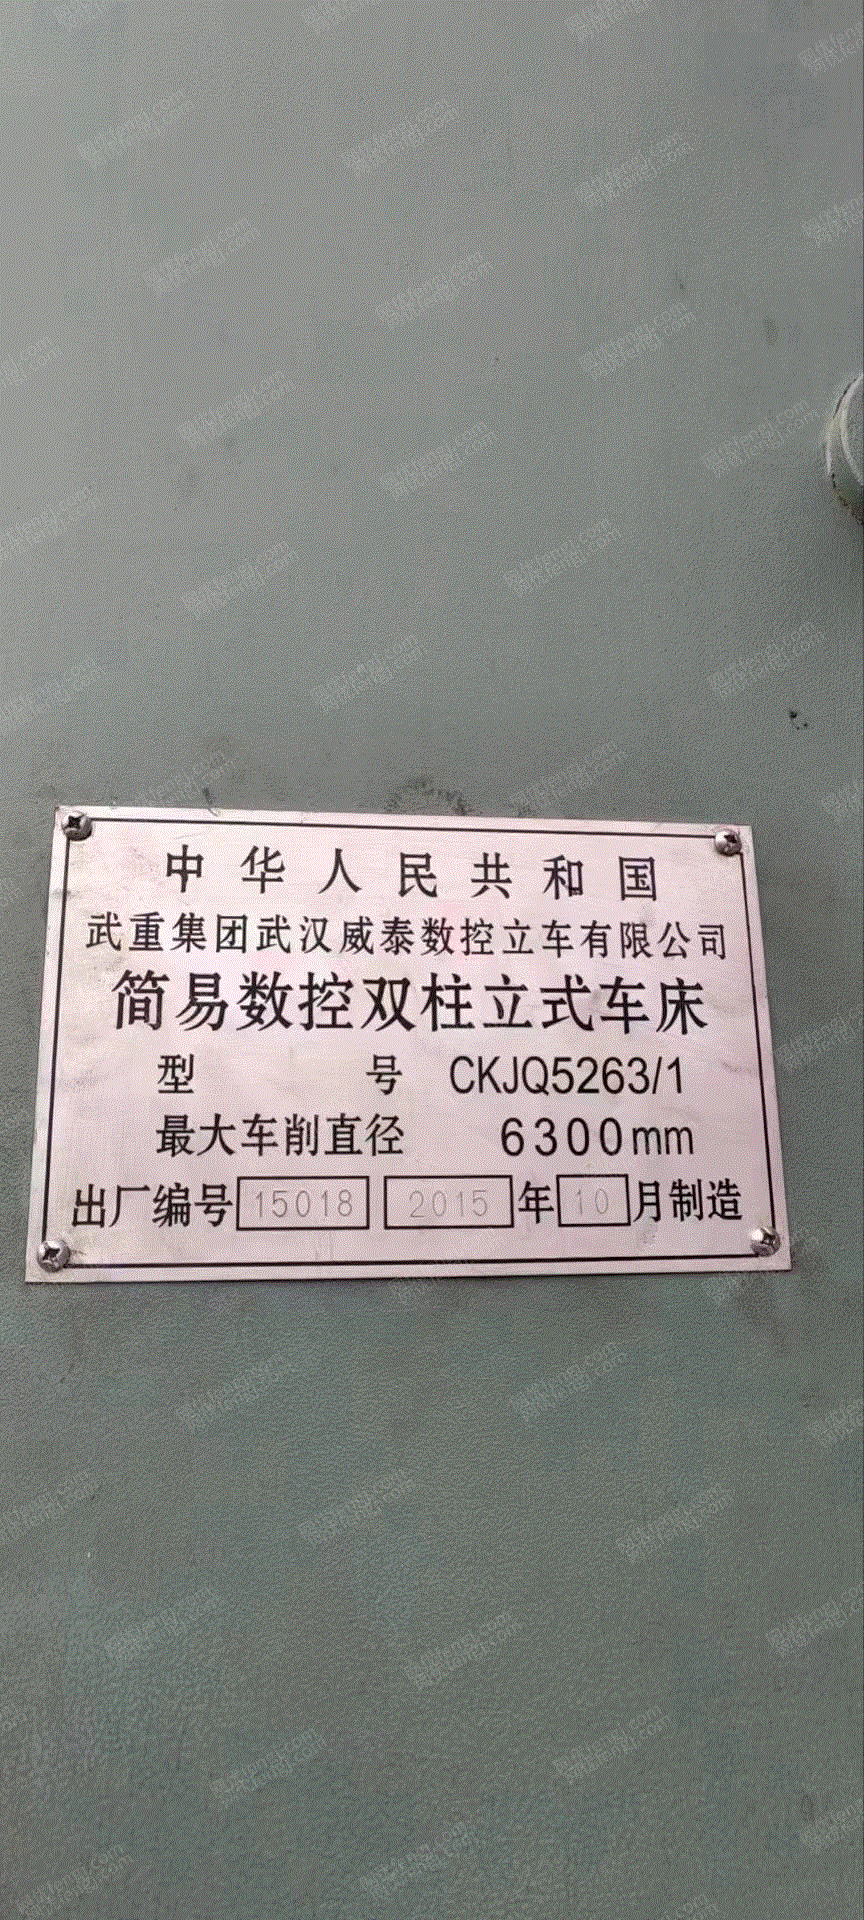 中华人民共和国
武重集团武汉威泰数控立车有限公司
简易数控双柱立式车床
型 号 CKJQ5263/1
最大车削直径 6300mm
出厂编号 15018 2015 年 10 月制造